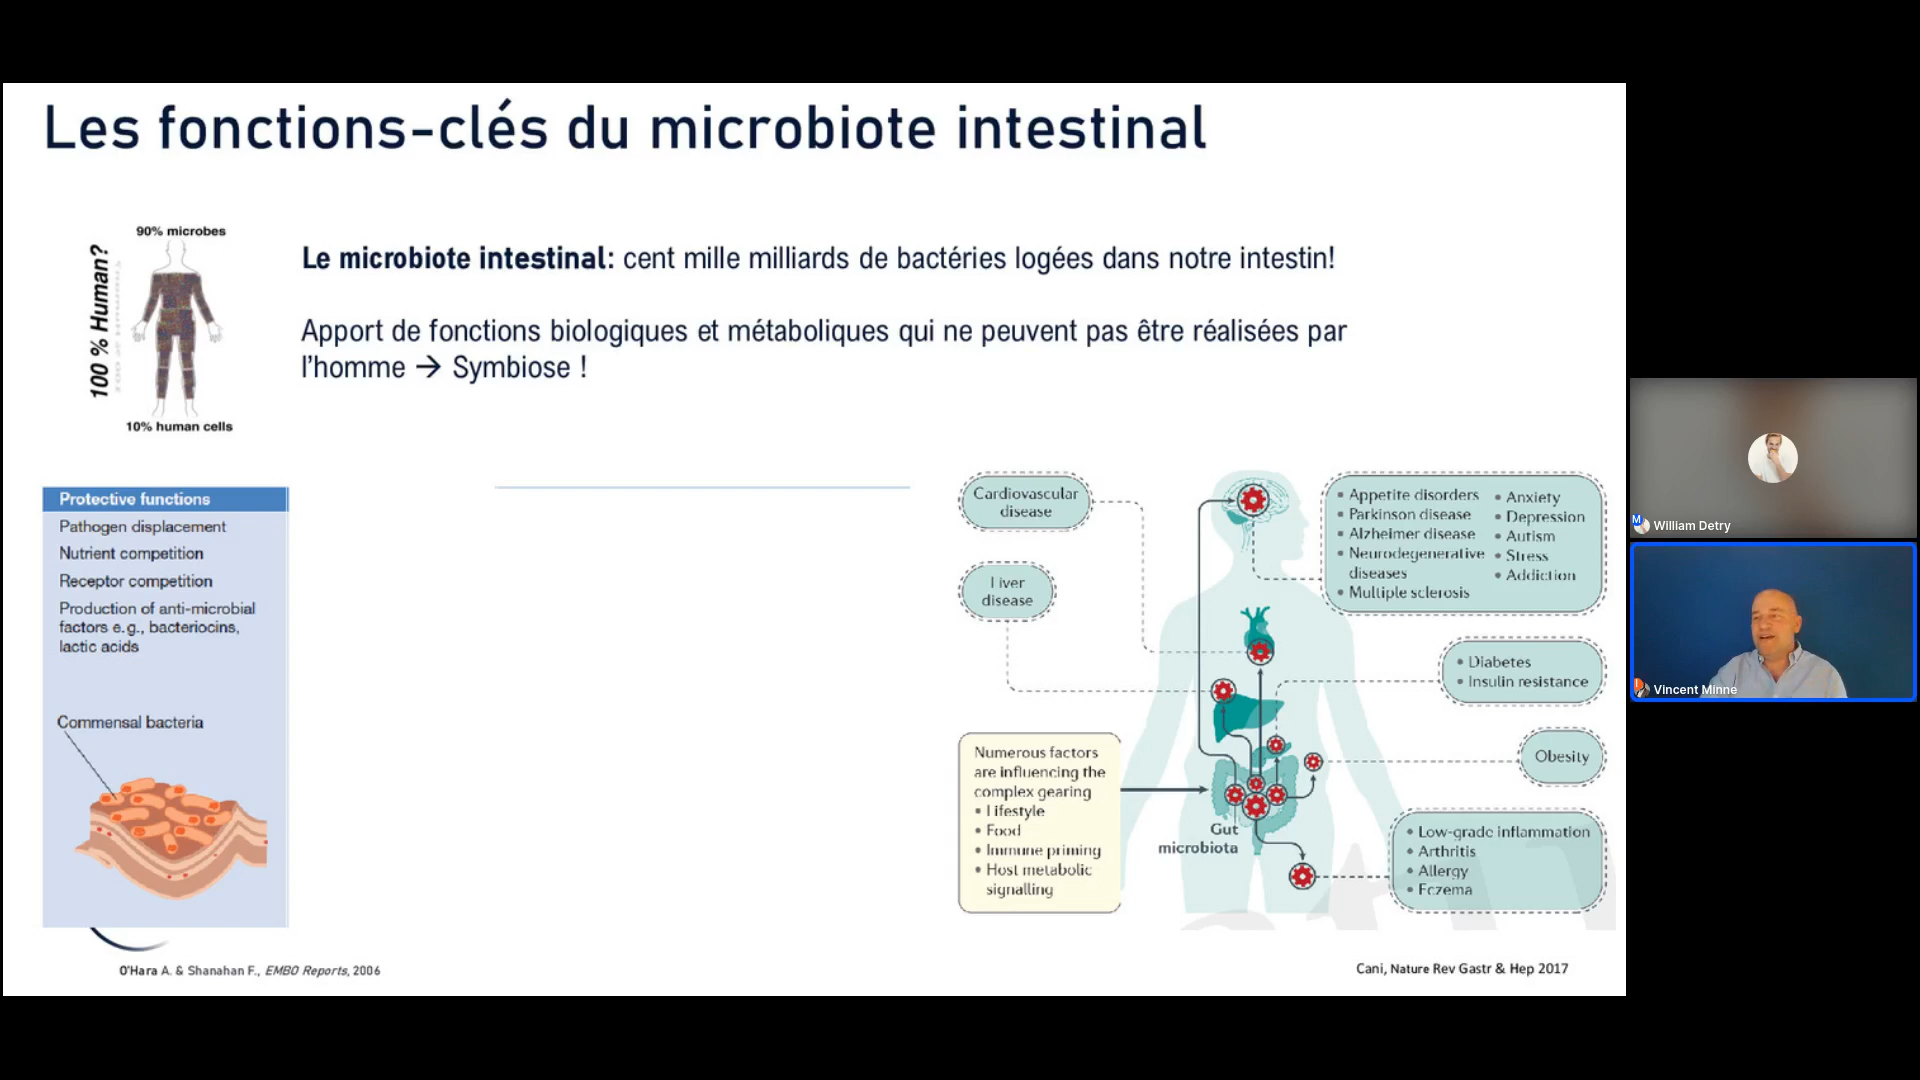 Les fonctions-clés du microbiote intestinal
90% microbes
100 % Human?
10% human cells
Le microbiote intestinal: cent mille milliards de bactéries logées dans notre intestin!
Apport de fonctions biologiques et métaboliques qui ne peuvent pas être réalisées par
l'homme → Symbiose !
Protective functions
Pathogen displacement
Nutrient competition
Receptor competition
Production of anti-microbial
factors e.g., bacteriocins,
lactic acids
Commensal bacteria
O'Hara A. & Shanahan F., EMBO Reports, 2006
Cardiovascular
disease
Liver
disease
Numerous factors
are influencing the
complex gearing
• Lifestyle
• Food
• Immune priming
• Host metabolic
signalling
Gut
microbiota
• Appetite disorders
• Parkinson disease
• Alzheimer disease
• Neurodegenerative
diseases
• Multiple sclerosis
• Anxiety
• Depression
• Autism
• Stress
• Addiction
• Diabetes
• Insulin resistance
Obesity
• Low-grade inflammation
• Arthritis
• Allergy
• Eczema
Cani, Nature Rev Gastr & Hep 2017
William Detry
Vincent Minne